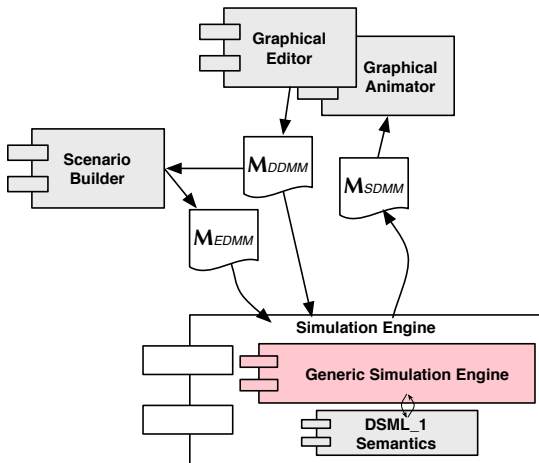 Graphical
Editor
Graphical
Animator
Scenario
Builder
MDDMM
MSDMM
MEDMM
Simulation Engine
Generic Simulation Engine
DSML_1
Semantics